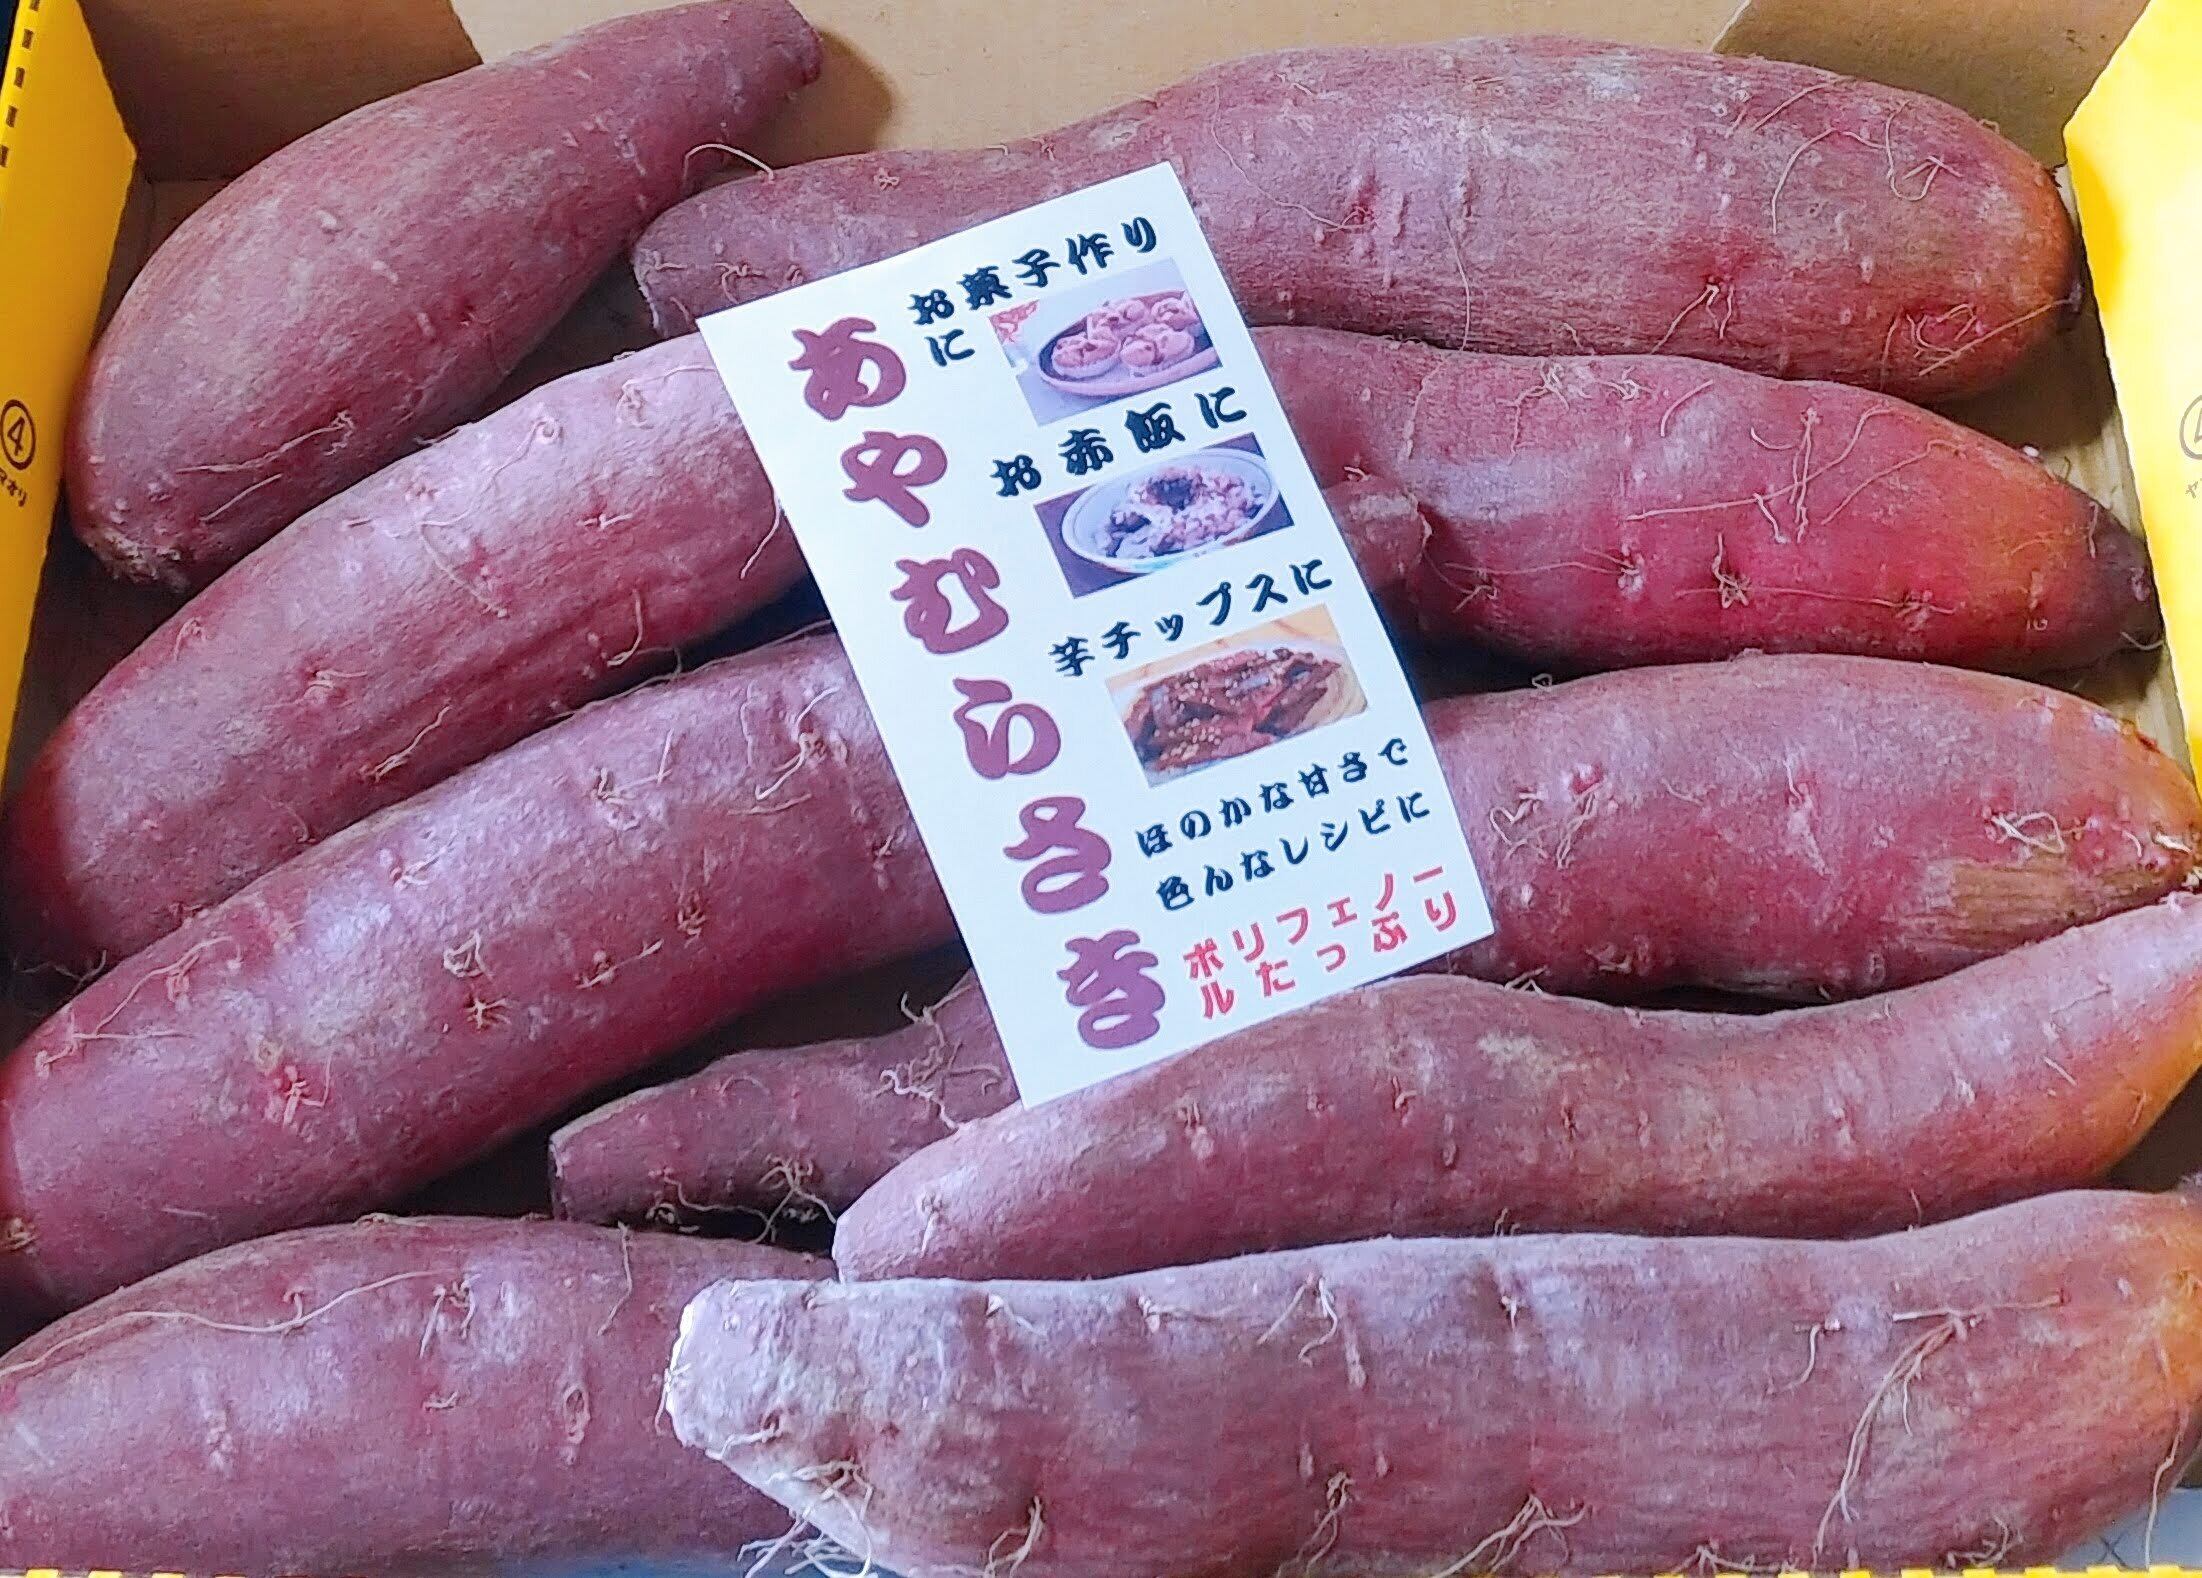 あやむらさき
お菓子作り
に
お赤飯に
芋チップスに
ほのかな甘さで
色んなレシピに
ポリフェノー
ルたっぷり
④